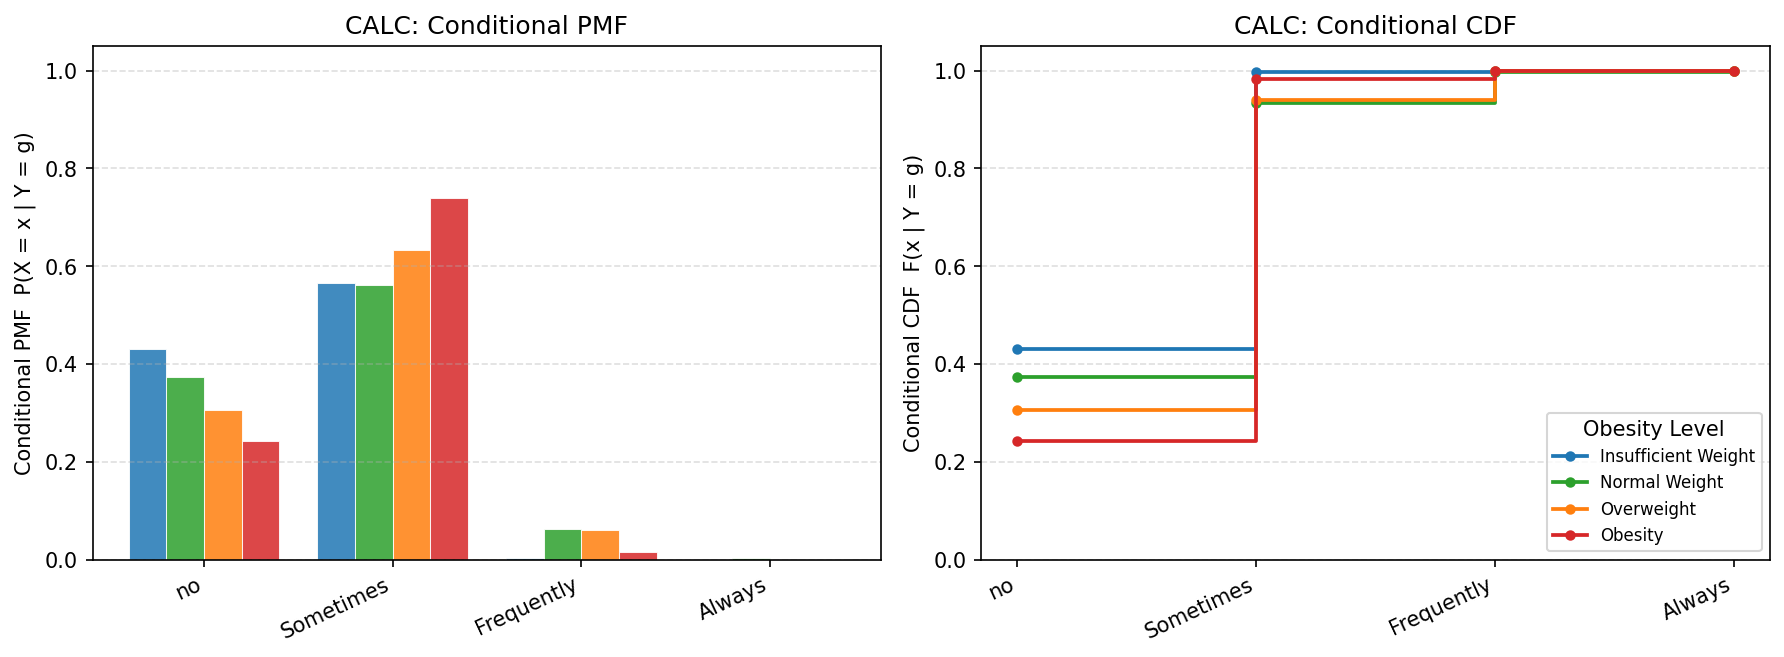 CALC: Conditional PMF
Conditional PMF  P(X = x | Y = g)
1.0
0.8
0.6
0.4
0.2
0.0
no
Sometimes
Frequently
Always
CALC: Conditional CDF
Conditional CDF  F(x | Y = g)
1.0
0.8
0.6
0.4
0.2
0.0
no
Sometimes
Frequently
Always
Obesity Level
Insufficient Weight
Normal Weight
Overweight
Obesity